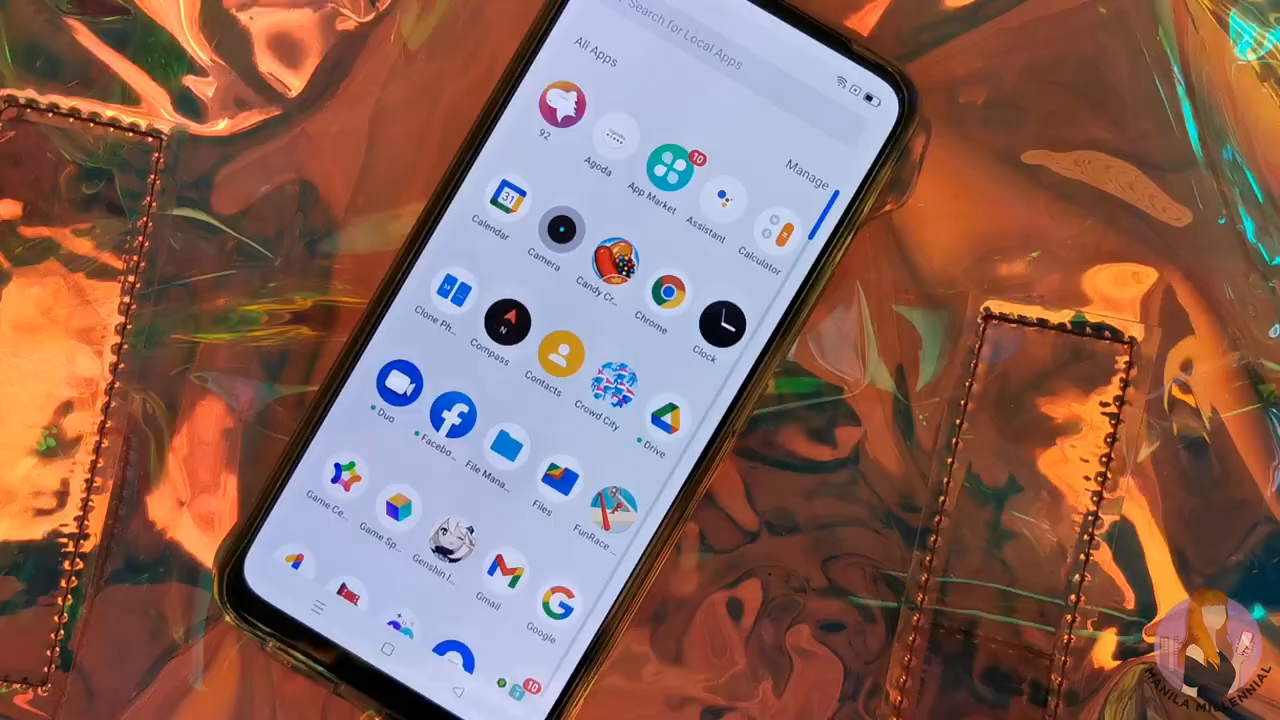 Search for Local Apps
All Apps
Manage
92
Agoda
App Market
10
Assistant
Calculator
31
Calendar
Camera
Candy Cr...
Chrome
Clock
Clone Ph...
N
Compass
Contacts
Crowd City
Drive
Duo
Facebo...
File Mana...
Files
FunRace...
Game Ce...
Game Sp...
Genshin I...
Gmail
Google
10
MANILA MILLENNIAL